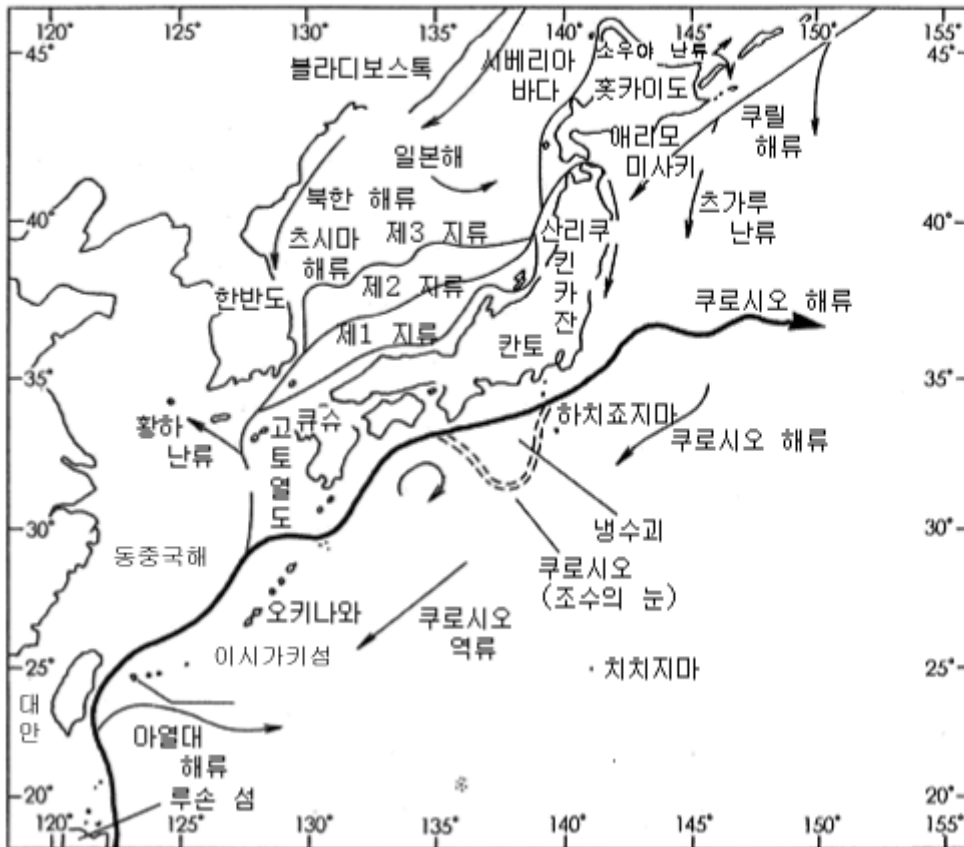 120° 125° 130° 135° 140° 145° 150° 155°
45°
45°
블라디보스톡
시베리아
바다
소우야 난류
홋카이도
애리모
미사키
쿠릴
해류
일본해
북한 해류
츠가루
난류
40°
40°
츠시마
해류
제3 지류
산리쿠
킨
카
잔
한반도
제2 지류
쿠로시오 해류
제1 지류
칸토
35°
35°
황하
난류
고
토
열
도
큐슈
하치죠지마
쿠로시오 해류
30°
30°
냉수괴
동중국해
쿠로시오
(조수의 눈)
오키나와
쿠로시오
역류
이시가키섬
25°
25°
치치지마
대
만
아열대
해류
루손 섬
20°
20°
120° 125° 130° 135° 140° 145° 150° 155°